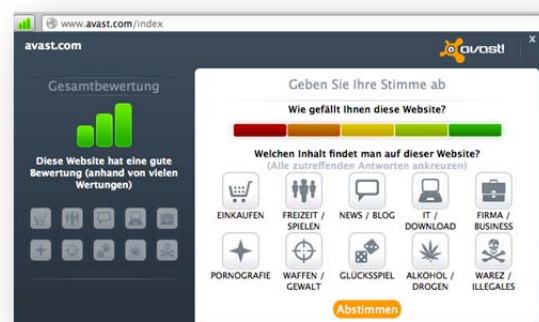 www.avast.com/index
avast.com
avast!
x
Gesamtbewertung
Diese Website hat eine gute
Bewertung (anhand von vielen
Wertungen)
Geben Sie Ihre Stimme ab
Wie gefällt Ihnen diese Website?
Welchen Inhalt findet man auf dieser Website?
(Alle zutreffenden Antworten ankreuzen)
EINKAUFEN
FREIZEIT /
SPIELEN
NEWS / BLOG
IT /
DOWNLOAD
FIRMA /
BUSINESS
PORNOGRAFIE
WAFFEN /
GEWALT
GLÜCKSSPIEL
ALKOHOL /
DROGEN
WAREZ /
ILLEGALES
Abstimmen